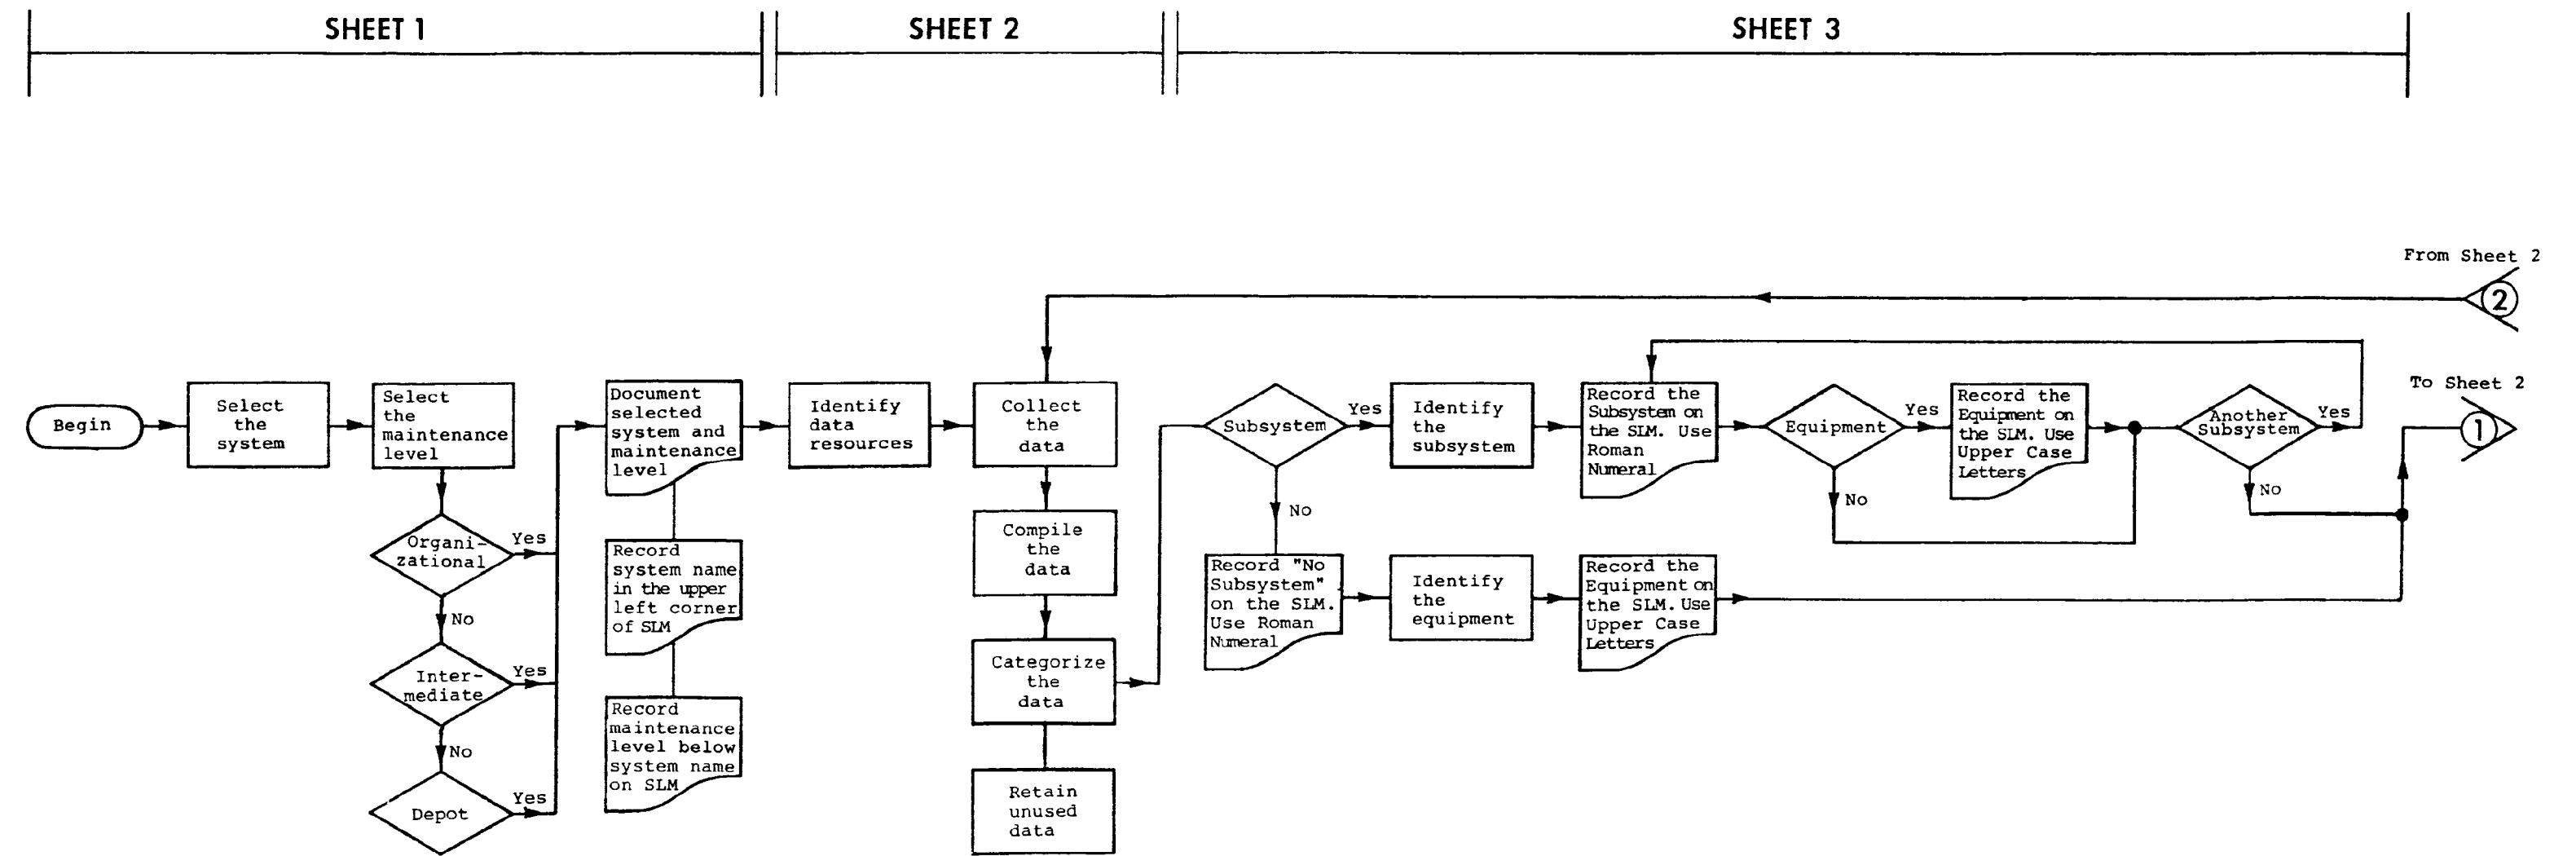 SHEET 1
SHEET 2
SHEET 3
From Sheet 2
2
To Sheet 2
1
Begin
Select
the
system
Select
the
maintenance
level
Organi-
zational
Yes
No
Inter-
mediate
Yes
No
Depot
Yes
Document
selected
system and
maintenance
level
Record
system name
in the upper
left corner
of SLM
Record
maintenance
level below
system name
on SLM
Identify
data
resources
Collect
the
data
Compile
the
data
Categorize
the
data
Retain
unused
data
Subsystem
Yes
No
Identify
the
subsystem
Record the
Subsystem on
the SLM. Use
Roman
Numeral
Equipment
Yes
No
Record the
Equipment on
the SLM. Use
Upper Case
Letters
Another
Subsystem
Yes
No
Record "No
Subsystem"
on the SLM.
Use Roman
Numeral
Identify
the
equipment
Record the
Equipment on
the SLM. Use
Upper Case
Letters